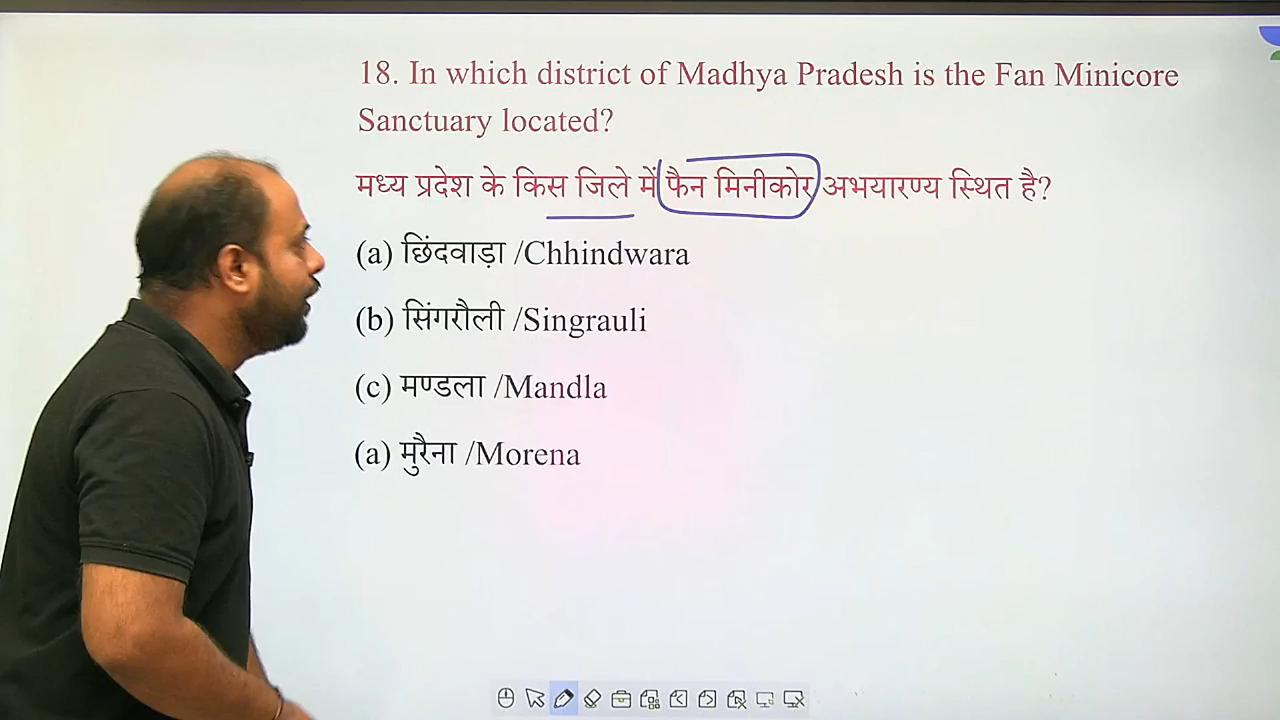 18. In which district of Madhya Pradesh is the Fan Minicore
Sanctuary located?
मध्य प्रदेश के किस जिले में फैन मिनीकोर अभयारण्य स्थित है?
(a) छिंदवाड़ा /Chhindwara
(b) सिंगरौली /Singrauli
(c) मण्डला /Mandla
(a) मुरैना /Morena